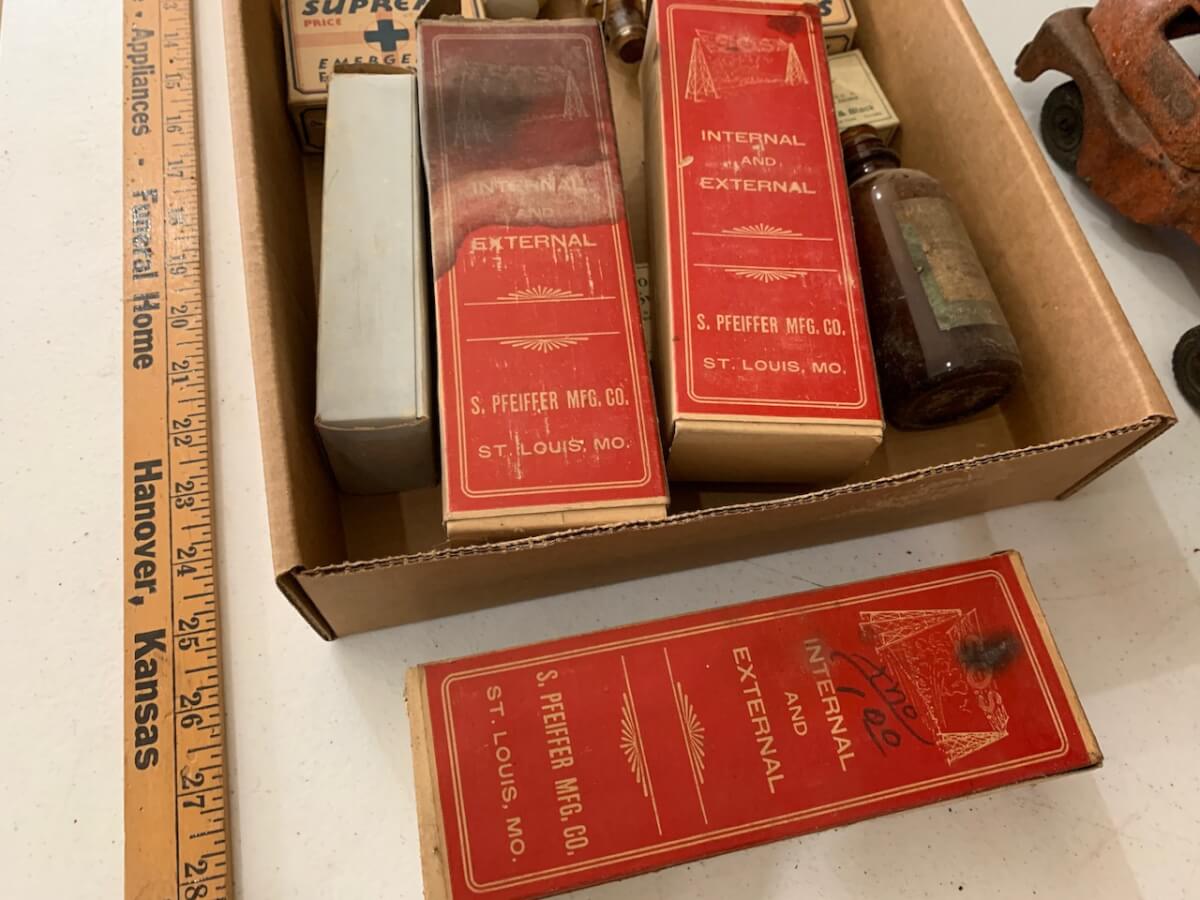 Appliances - Funeral Home
Hanover, Kansas
15
16
17
18
19
20
21
22
23
24
25
26
27
28
PRICE
EMERGE
INTERNAL
AND
EXTERNAL
S. PFEIFFER MFG. CO.
ST. LOUIS, MO.
S.O.S.
INTERNAL
AND
EXTERNAL
S. PFEIFFER MFG. CO.
ST. LOUIS, MO.
& Black
SOS
INTERNAL
AND
EXTERNAL
S. PFEIFFER MFG. CO.
ST. LOUIS, MO.